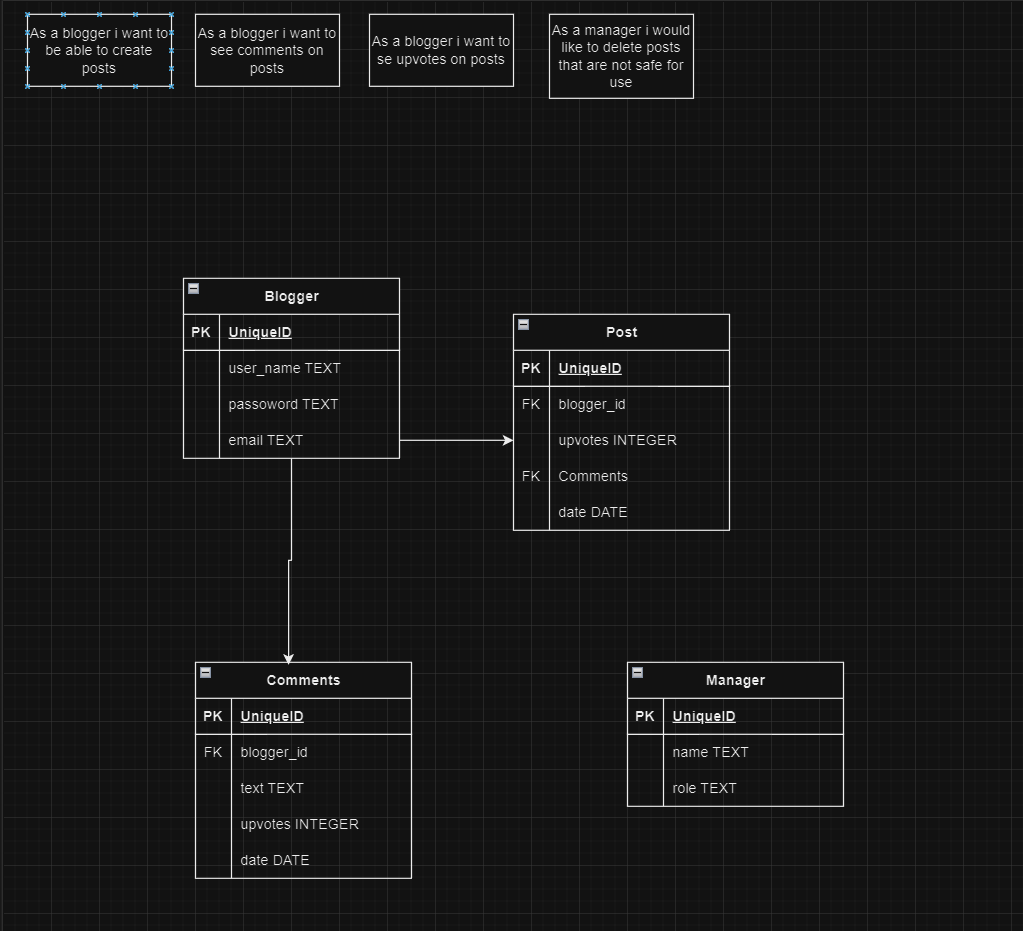 As a blogger i want to
be able to create
posts
As a blogger i want to
see comments on
posts
As a blogger i want to
se upvotes on posts
As a manager i would
like to delete posts
that are not safe for
use
Blogger
PK UniqueID
user_name TEXT
passoword TEXT
email TEXT
Post
PK UniqueID
FK blogger_id
upvotes INTEGER
FK Comments
date DATE
Comments
PK UniqueID
FK blogger_id
text TEXT
upvotes INTEGER
date DATE
Manager
PK UniqueID
name TEXT
role TEXT